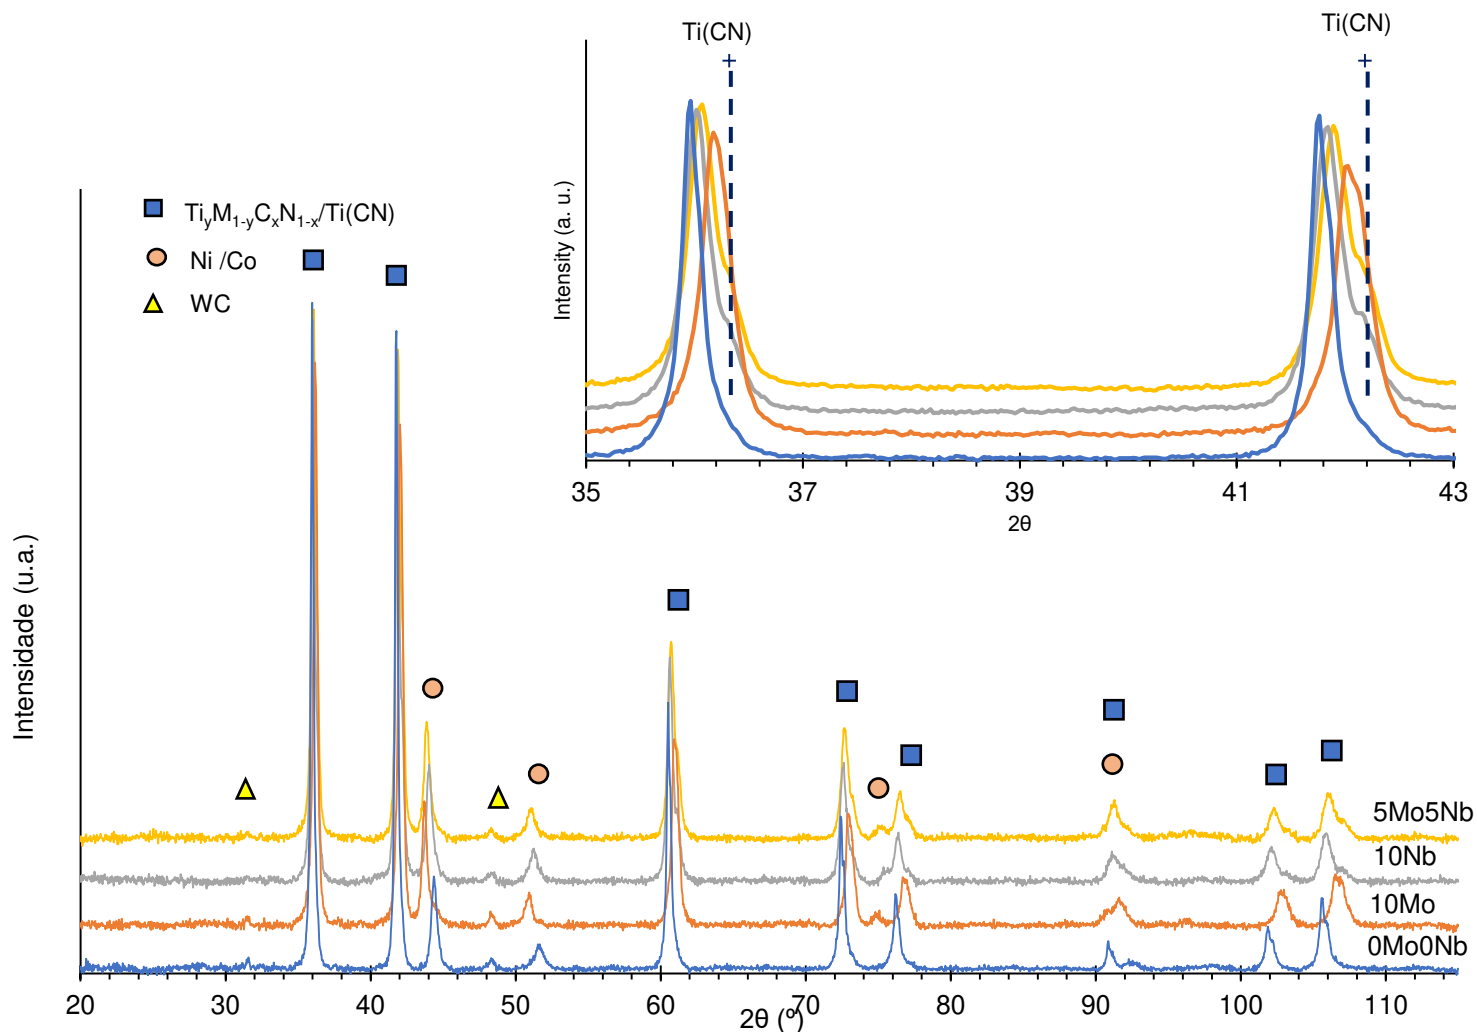 Ti(CN)
Ti(CN)
Intensity (a. u.)
35
37
39
41
43
2θ
TiyM1-yCxN1-x/Ti(CN)
Ni /Co
WC
Intensidade (u.a.)
5Mo5Nb
10Nb
10Mo
0Mo0Nb
20
30
40
50
60
70
80
90
100
110
2θ (º)